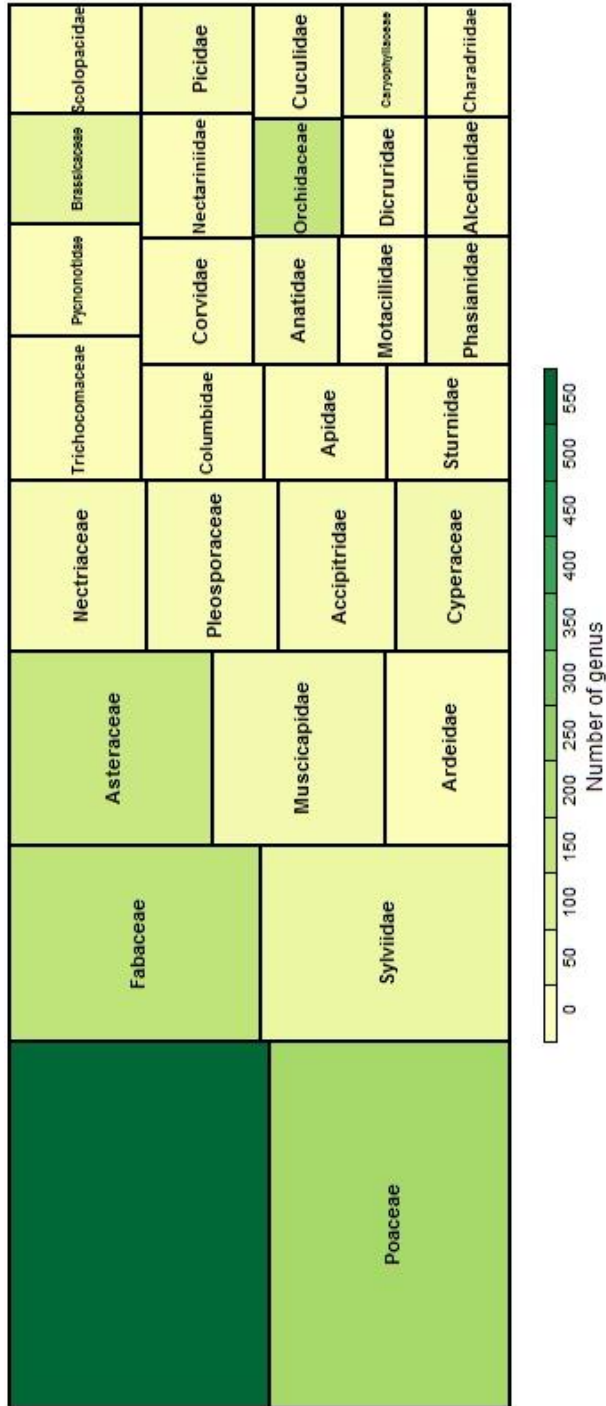 Poaceae
Fabaceae
Sylviidae
Asteraceae
Muscicapidae
Ardeidae
Nectriaceae
Pleosporaceae
Accipitridae
Cyperaceae
Trichocomaceae
Pycnonotidae
Brassicaceae
Scolopacidae
Columbidae
Apidae
Sturnidae
Corvidae
Nectariniidae
Picidae
Anatidae
Orchidaceae
Cuculidae
Motacillidae
Dicruridae
Caryophyllaceae
Phasianidae
Alcedinidae
Charadriidae
0 50 100 150 200 250 300 350 400 450 500 550
Number of genus